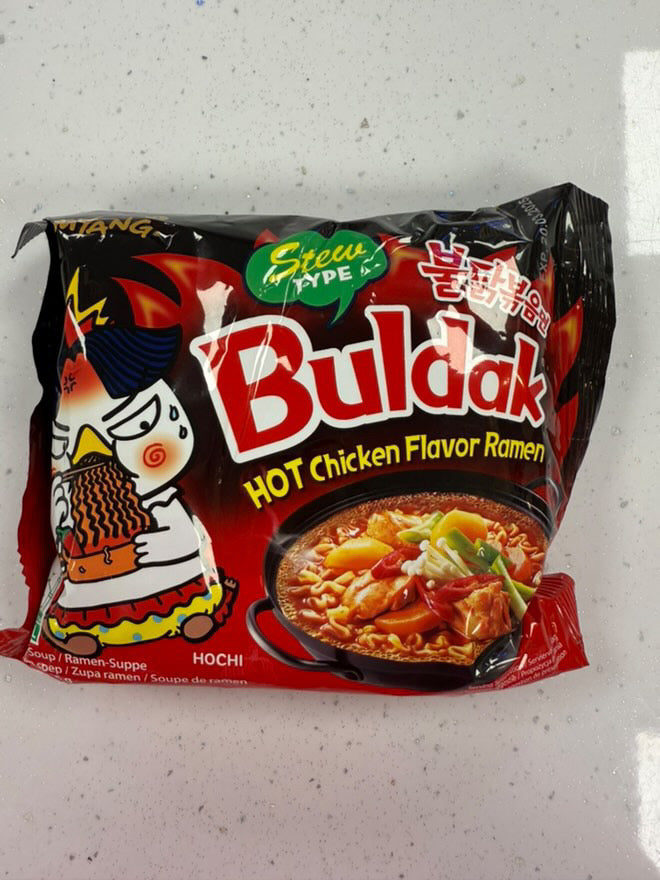 MYANG
Stew
TYPE
불닭볶음면
Buldak
HOT Chicken Flavor Ramen
HOCHI
Soup / Ramen-Suppe
Zupa ramen / Soupe de ramen